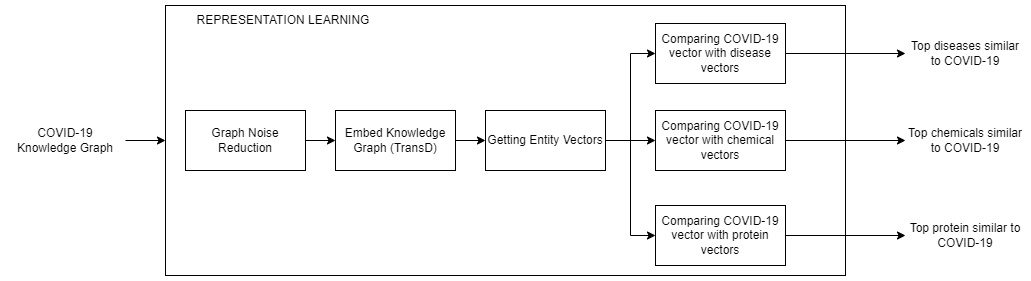 REPRESENTATION LEARNING
COVID-19
Knowledge Graph
Graph Noise
Reduction
Embed Knowledge
Graph (TransD)
Getting Entity Vectors
Comparing COVID-19
vector with disease
vectors
Top diseases similar
to COVID-19
Comparing COVID-19
vector with chemical
vectors
Top chemicals similar
to COVID-19
Comparing COVID-19
vector with protein
vectors
Top protein similar to
COVID-19